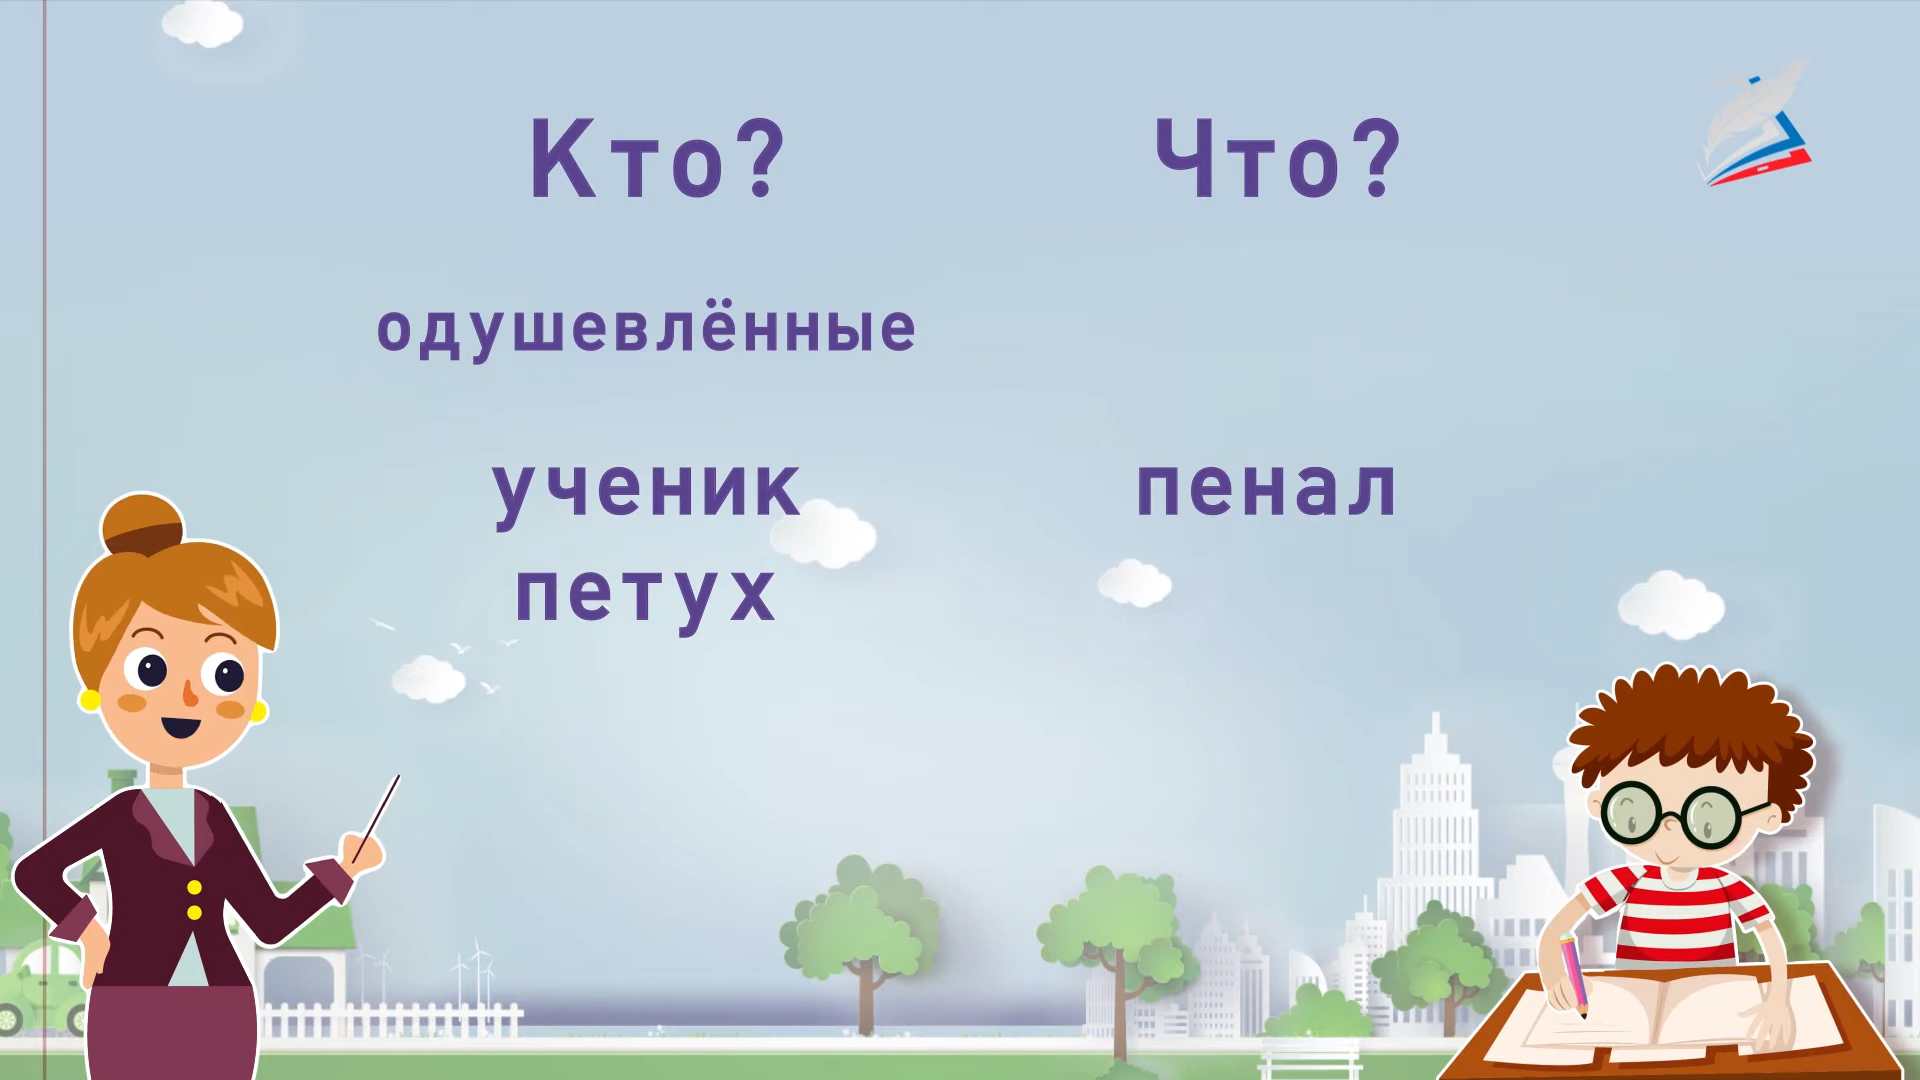 Кто? Что?
одушевлённые
ученик пенал
петух